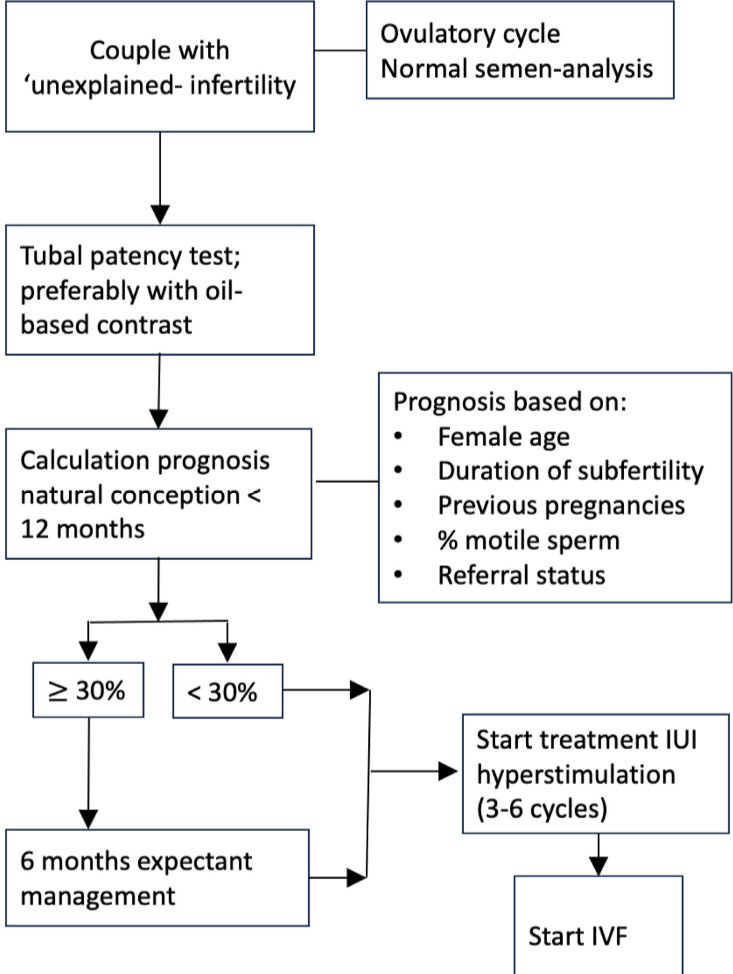 Couple with
‘unexplained- infertility
Ovulatory cycle
Normal semen-analysis
Tubal patency test;
preferably with oil-
based contrast
Calculation prognosis
natural conception <
12 months
Prognosis based on:
• Female age
• Duration of subfertility
• Previous pregnancies
• % motile sperm
• Referral status
≥ 30%
< 30%
Start treatment IUI
hyperstimulation
(3-6 cycles)
6 months expectant
management
Start IVF